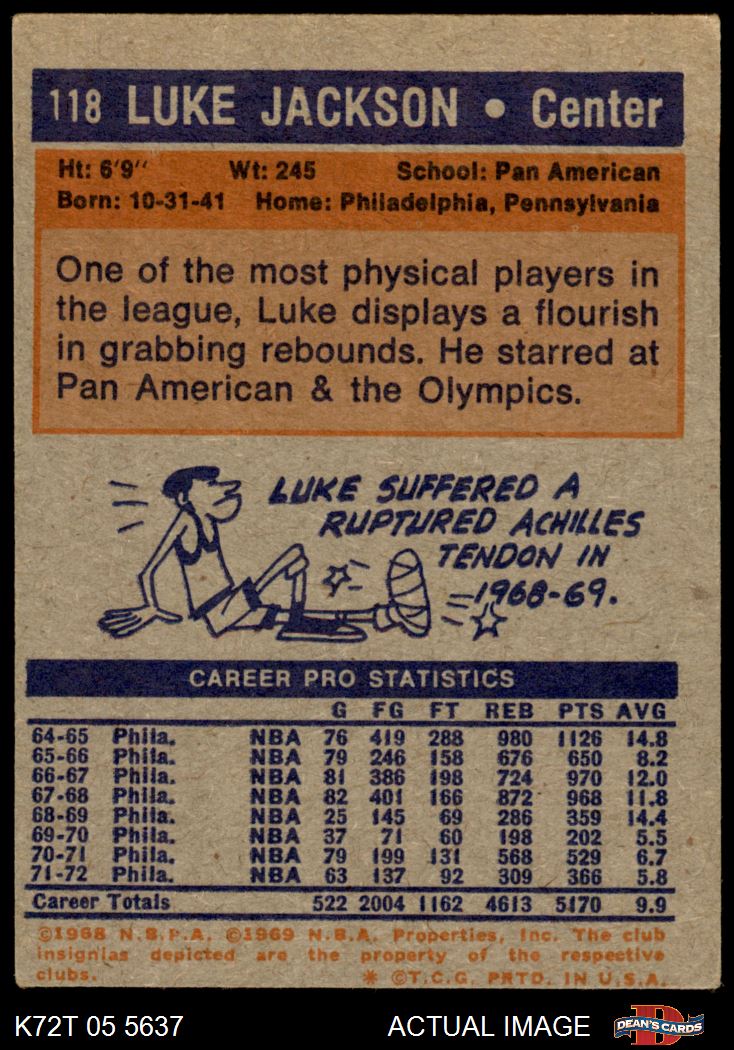 118 LUKE JACKSON • Center
Ht: 6'9" Wt: 245 School: Pan American
Born: 10-31-41 Home: Philadelphia, Pennsylvania
One of the most physical players in
the league, Luke displays a flourish
in grabbing rebounds. He starred at
Pan American & the Olympics.
LUKE SUFFERED A
RUPTURED ACHILLES
TENDON IN
1968-69.
CAREER PRO STATISTICS
G FG FT REB PTS AVG
64-65 Phila. NBA 76 419 288 980 1126 14.8
65-66 Phila. NBA 79 246 158 676 650 8.2
66-67 Phila. NBA 81 386 198 724 970 12.0
67-68 Phila. NBA 82 401 166 872 968 11.8
68-69 Phila. NBA 25 145 69 286 359 14.4
69-70 Phila. NBA 37 71 60 198 202 5.5
70-71 Phila. NBA 79 199 131 568 529 6.7
71-72 Phila. NBA 63 137 92 309 366 5.8
Career Totals 522 2004 1162 4613 5170 9.9
©1968 N.B.P.A. ©1969 N.B.A. Properties, Inc. The club
insignias depicted are the property of the respective
clubs. * ©T.C.G. PRTD. IN U.S.A.
K72T 05 5637 ACTUAL IMAGE DEAN'S CARDS